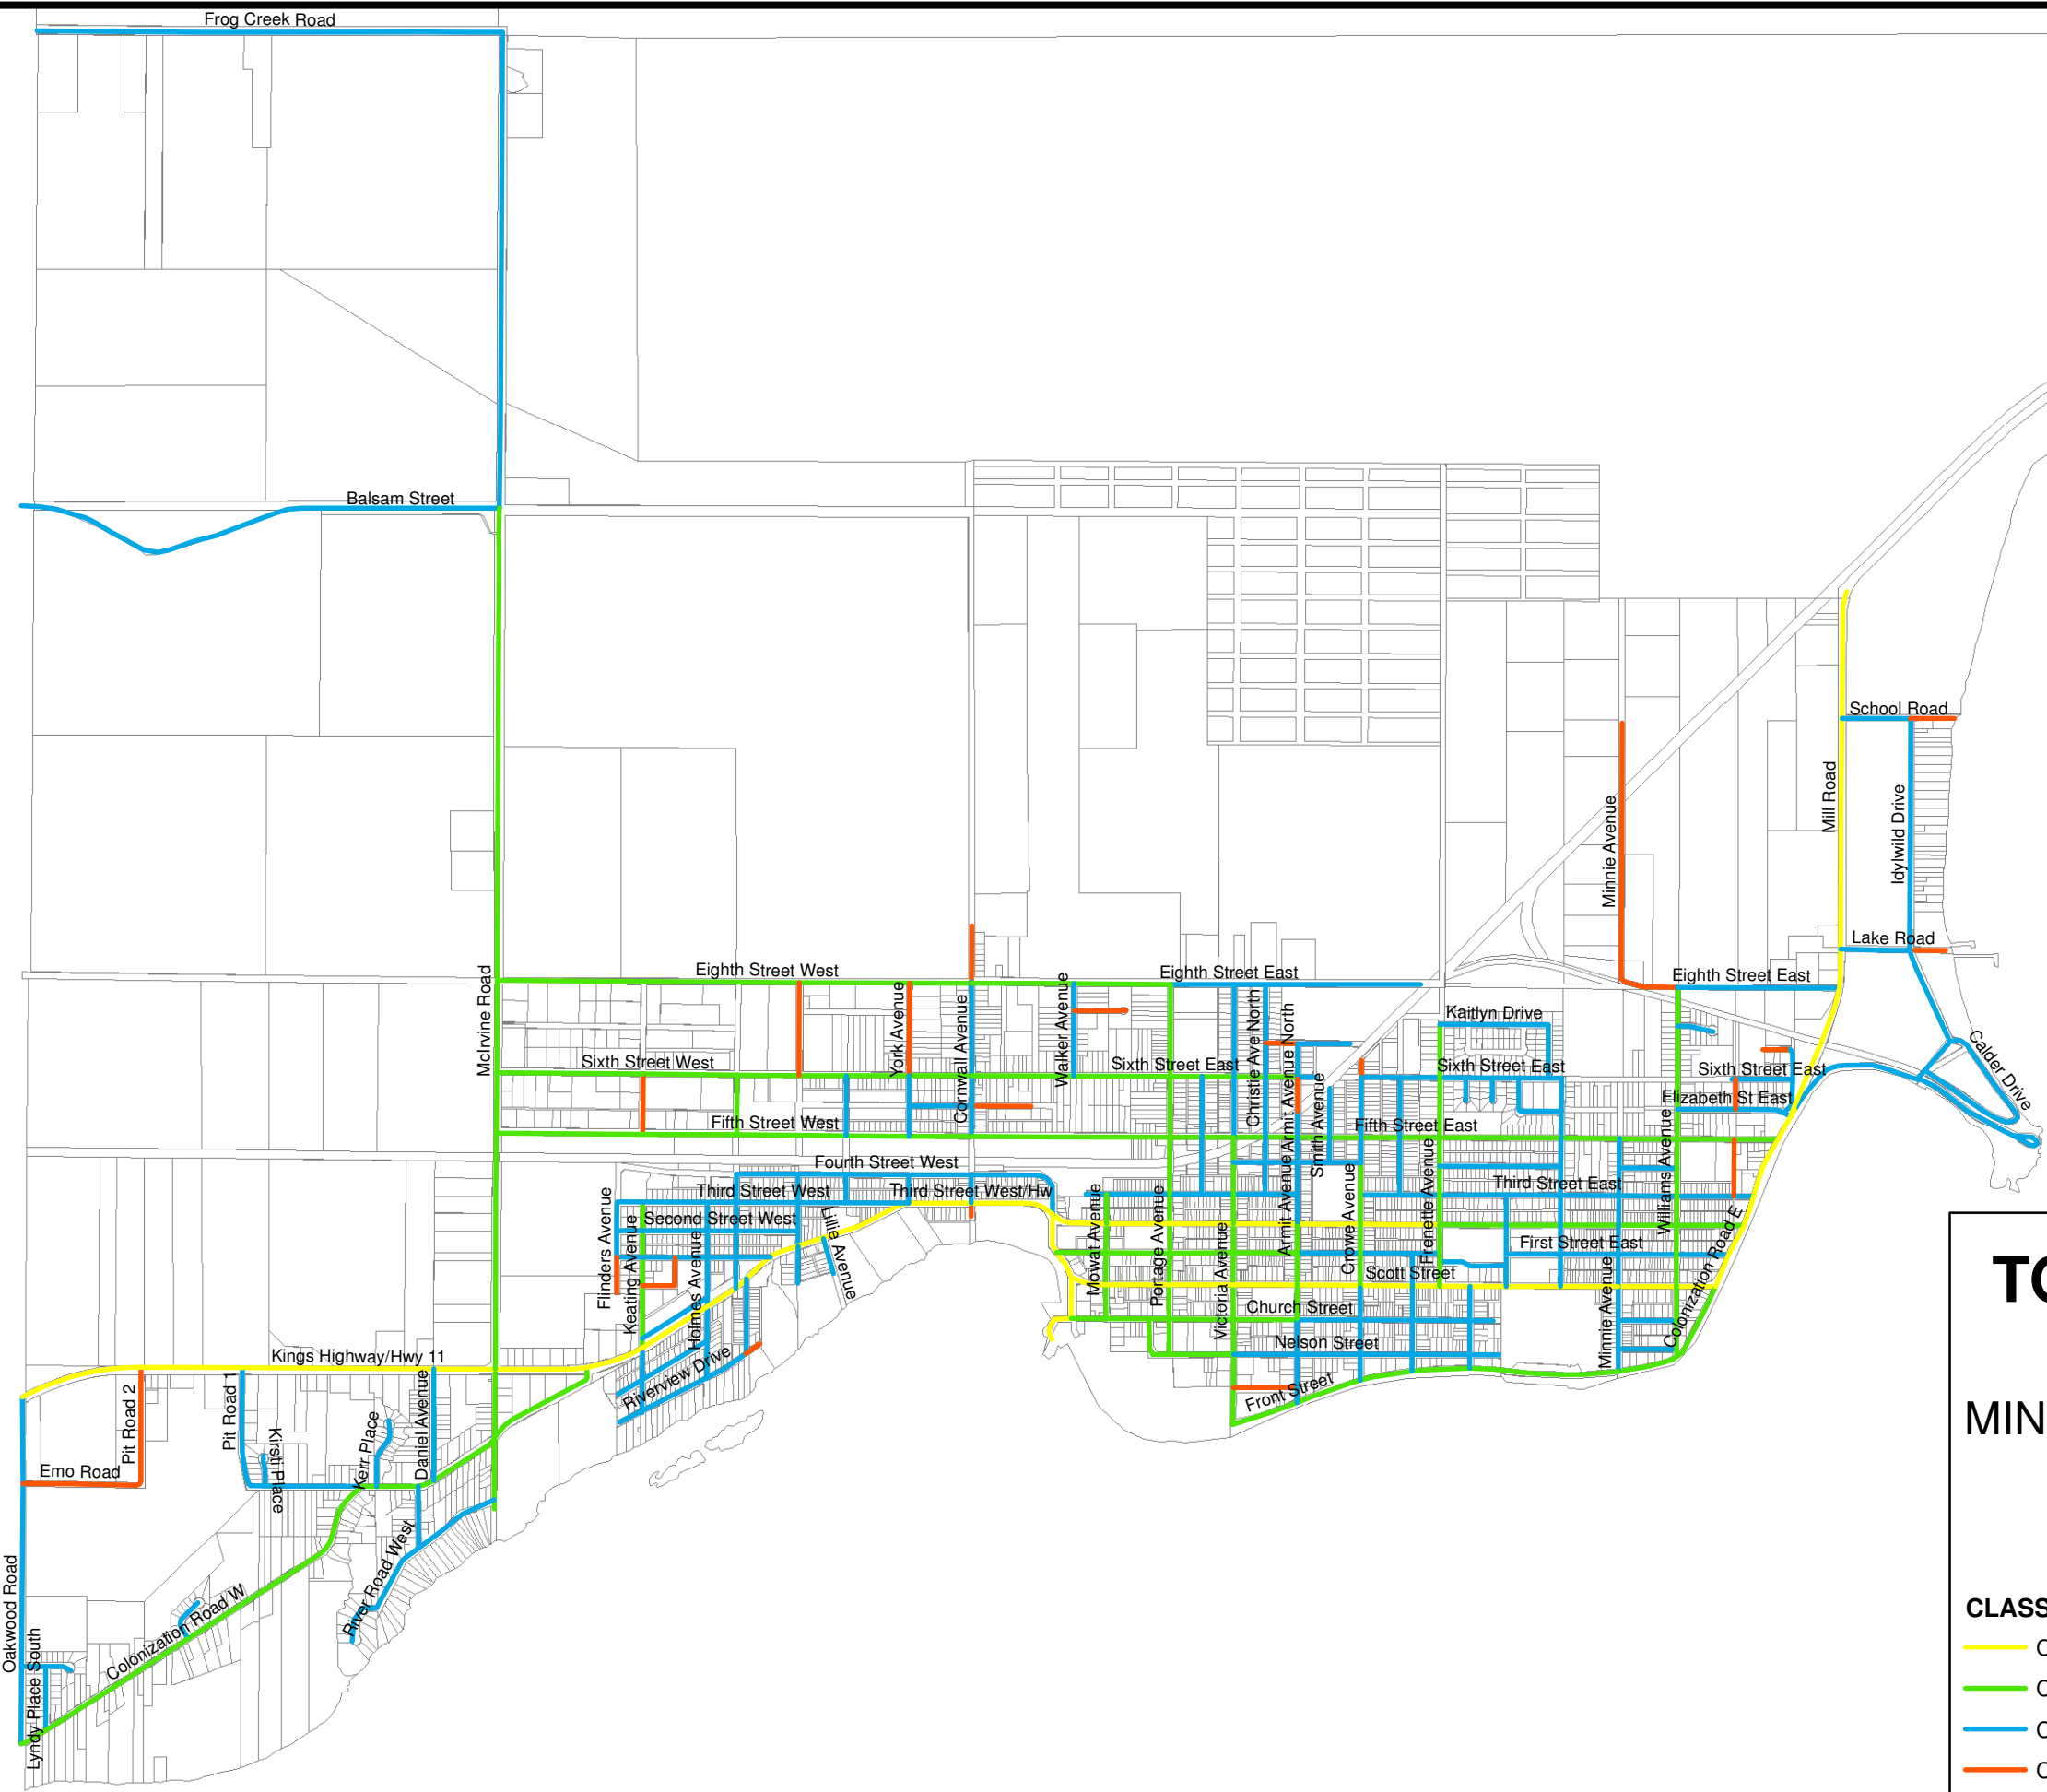 Frog Creek Road
Balsam Street
School Road
Mill Road
Idylwild Drive
Minnie Avenue
Lake Road
McIrvine Road
Eighth Street West
Eighth Street East
Eighth Street East
York Avenue
Cornwall Avenue
Walker Avenue
Christie Ave North
Armit Avenue North
Kaitlyn Drive
Sixth Street West
Sixth Street East
Sixth Street East
Sixth Street East
Calder Drive
Elizabeth St East
Fifth Street West
Fifth Street East
Smith Avenue
Fourth Street West
Third Street West
Third Street West/Hw
Third Street East
Flinders Avenue
Keating Avenue
Second Street West
Holmes Avenue
Lillie Avenue
Mowat Avenue
Portage Avenue
Victoria Avenue
Armit Avenue
Crowe Avenue
Frenette Avenue
Williams Avenue
First Street East
Scott Street
Colonization Road E
Church Street
Nelson Street
Minnie Avenue
Front Street
Riverview Drive
Kings Highway/Hwy 11
Pit Road 2
Pit Road 1
Kirsti Place
Kerr Place
Daniel Avenue
Emo Road
River Road West
Oakwood Road
Colonization Road W
Lyndy Place South
TO
MIN
CLASS
C
C
C
C